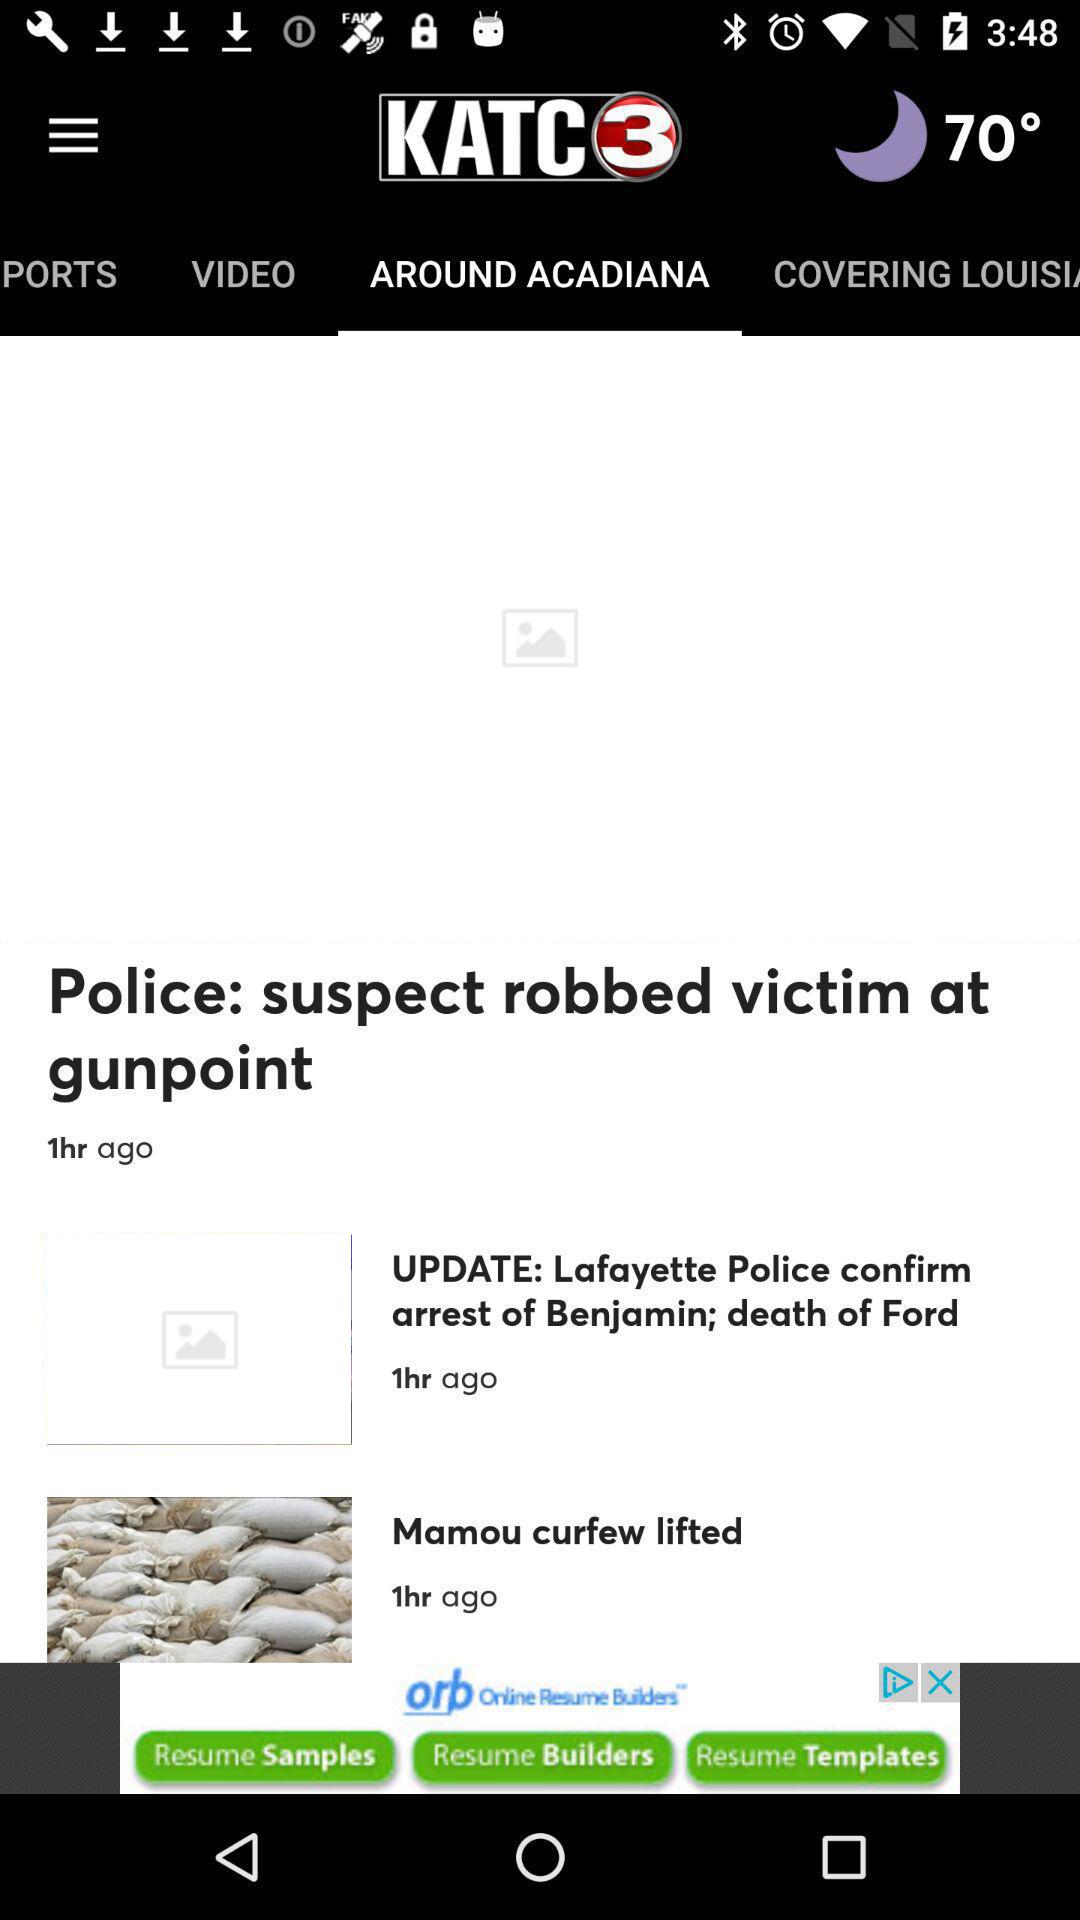 FAKE
3:48
KATC3
70°
PORTS VIDEO AROUND ACADIANA COVERING LOUISIA
Police: suspect robbed victim at
gunpoint
1hr ago
UPDATE: Lafayette Police confirm
arrest of Benjamin; death of Ford
1hr ago
Mamou curfew lifted
1hr ago
orb Online Resume Builders™
Resume Samples Resume Builders Resume Templates